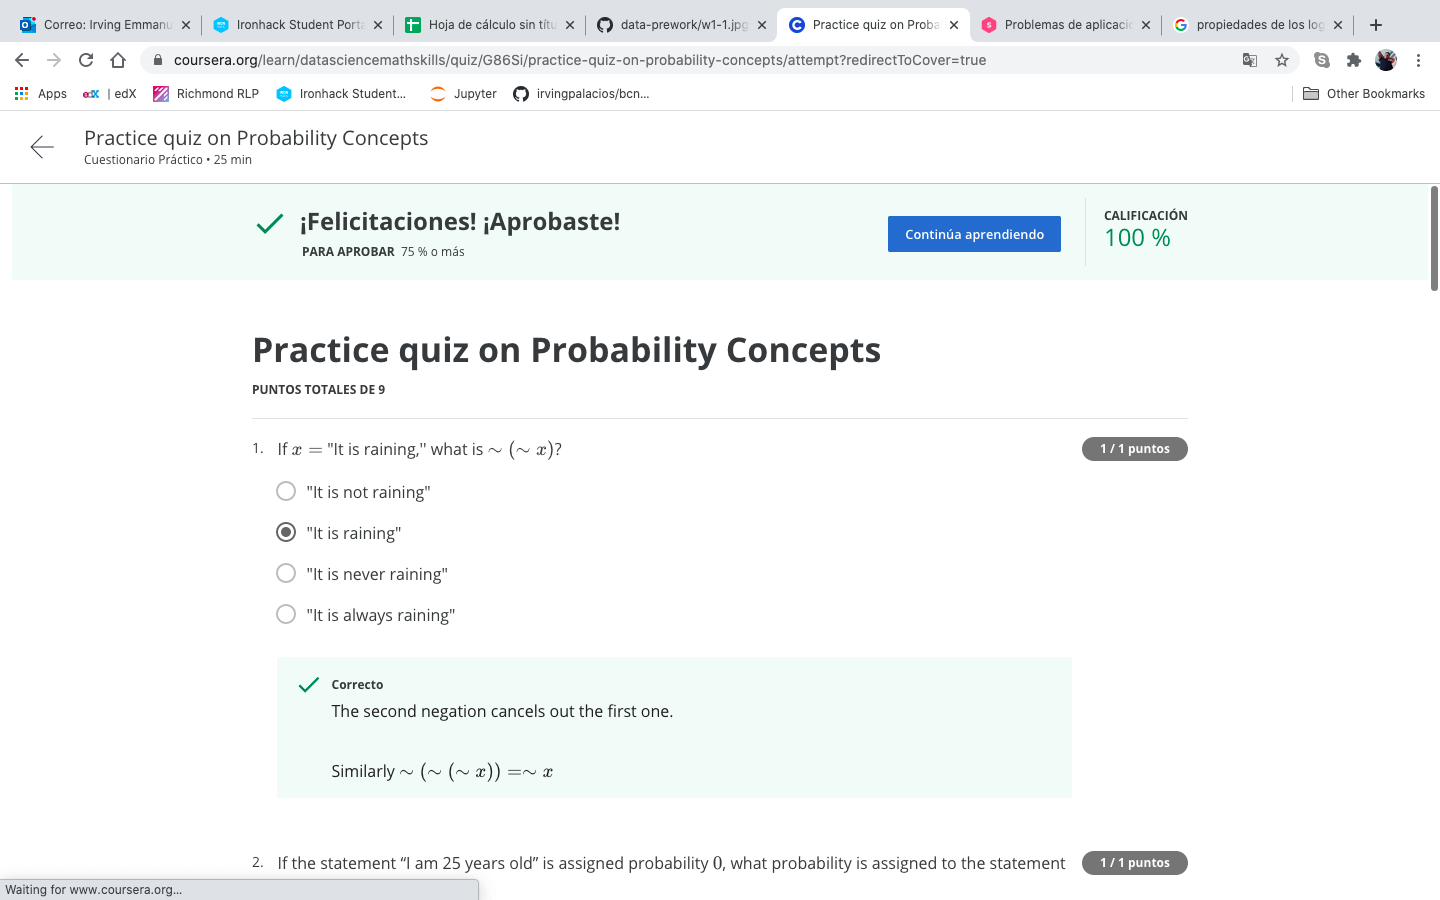 Correo: Irving Emmanu
Ironhack Student Porta
Hoja de cálculo sin títu
data-prework/w1-1.jpg
Practice quiz on Proba
Problemas de aplicació
propiedades de los log
coursera.org/learn/datasciencemathskills/quiz/G86Si/practice-quiz-on-probability-concepts/attempt?redirectToCover=true
Apps
edX | edX
Richmond RLP
Ironhack Student...
Jupyter
irvingpalacios/bcn...
Other Bookmarks
Practice quiz on Probability Concepts
Cuestionario Práctico • 25 min
¡Felicitaciones! ¡Aprobaste!
PARA APROBAR 75 % o más
Continúa aprendiendo
CALIFICACIÓN
100 %
Practice quiz on Probability Concepts
PUNTOS TOTALES DE 9
1. If x = "It is raining,'' what is ∼ (∼ x)?
1 / 1 puntos
"It is not raining"
"It is raining"
"It is never raining"
"It is always raining"
Correcto
The second negation cancels out the first one.
Similarly ∼ (∼ (∼ x)) =∼ x
2. If the statement “I am 25 years old” is assigned probability 0, what probability is assigned to the statement
1 / 1 puntos
Waiting for www.coursera.org...